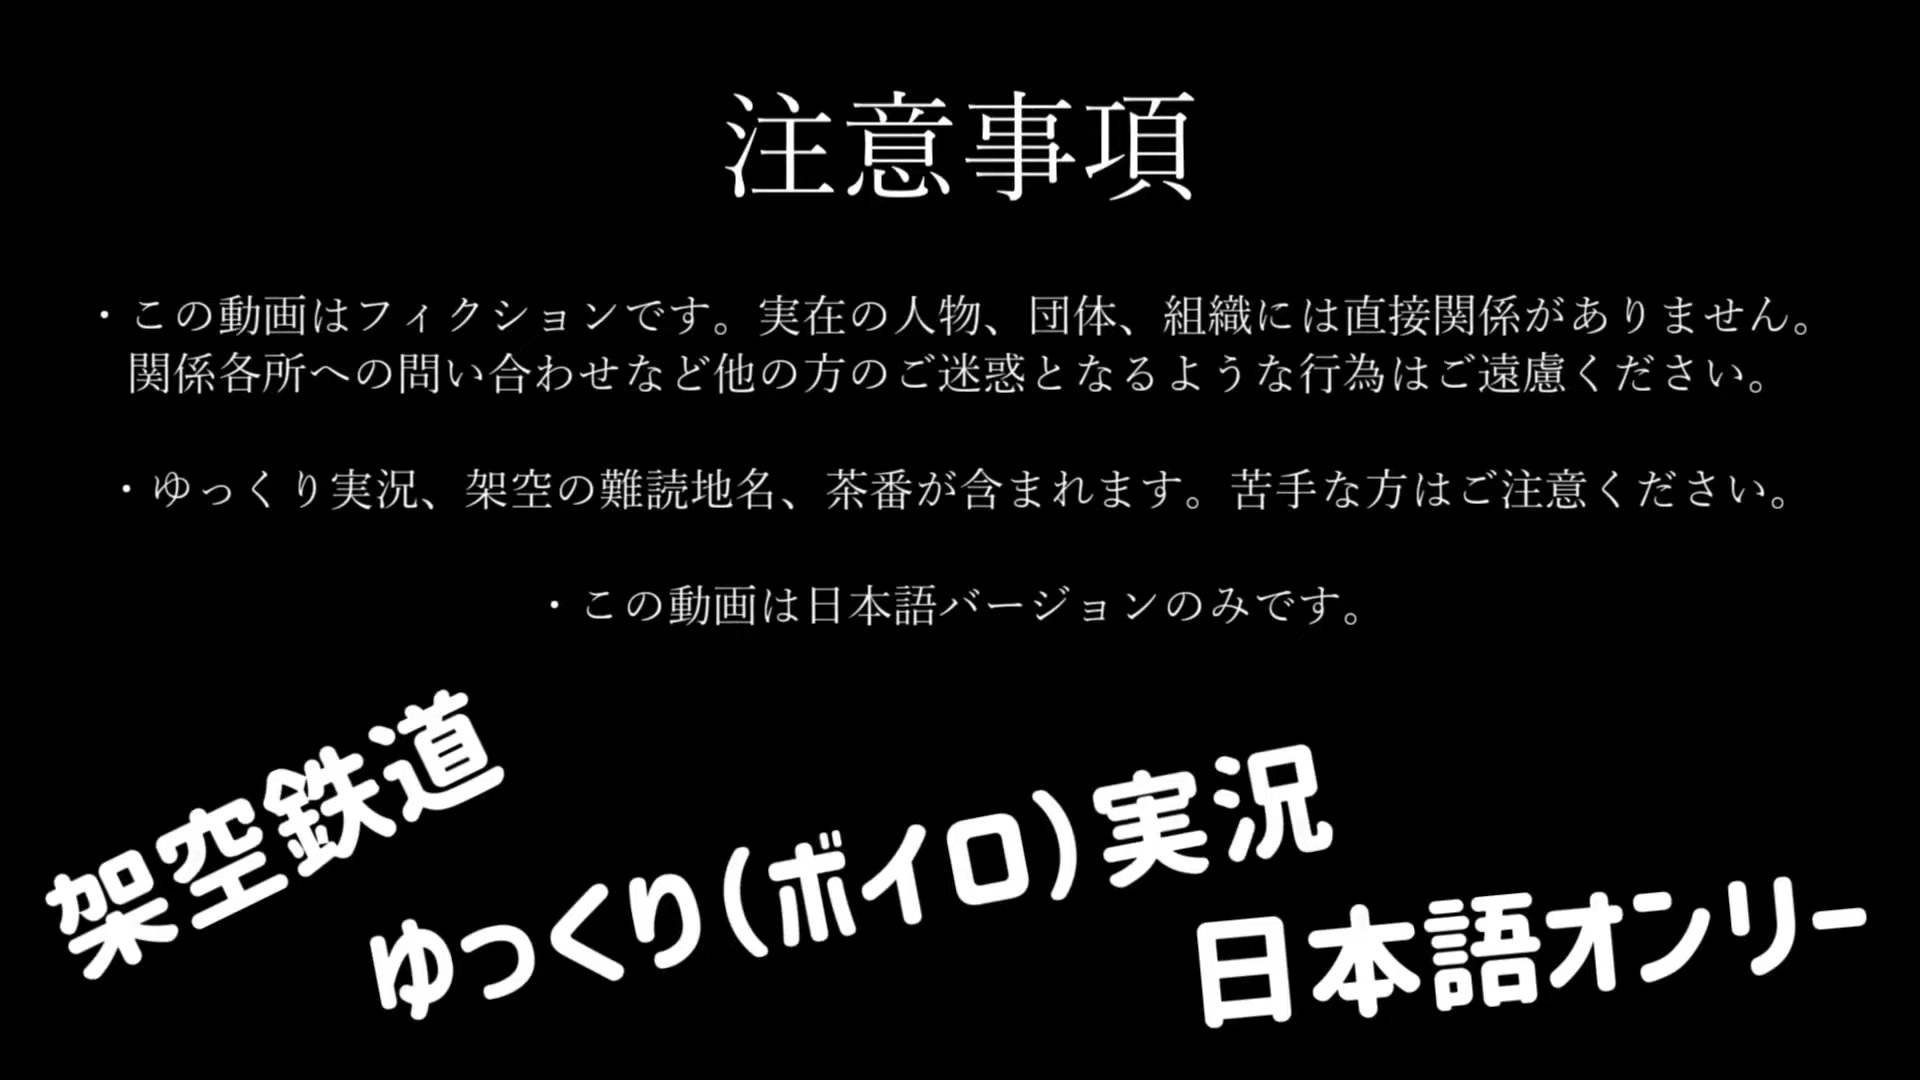 注意事項
・この動画はフィクションです。実在の人物、団体、組織には直接関係がありません。
関係各所への問い合わせなど他の方のご迷惑となるような行為はご遠慮ください。
・ゆっくり実況、架空の難読地名、茶番が含まれます。苦手な方はご注意ください。
・この動画は日本語バージョンのみです。
架空鉄道
ゆっくり(ボイロ)実況
日本語オンリー